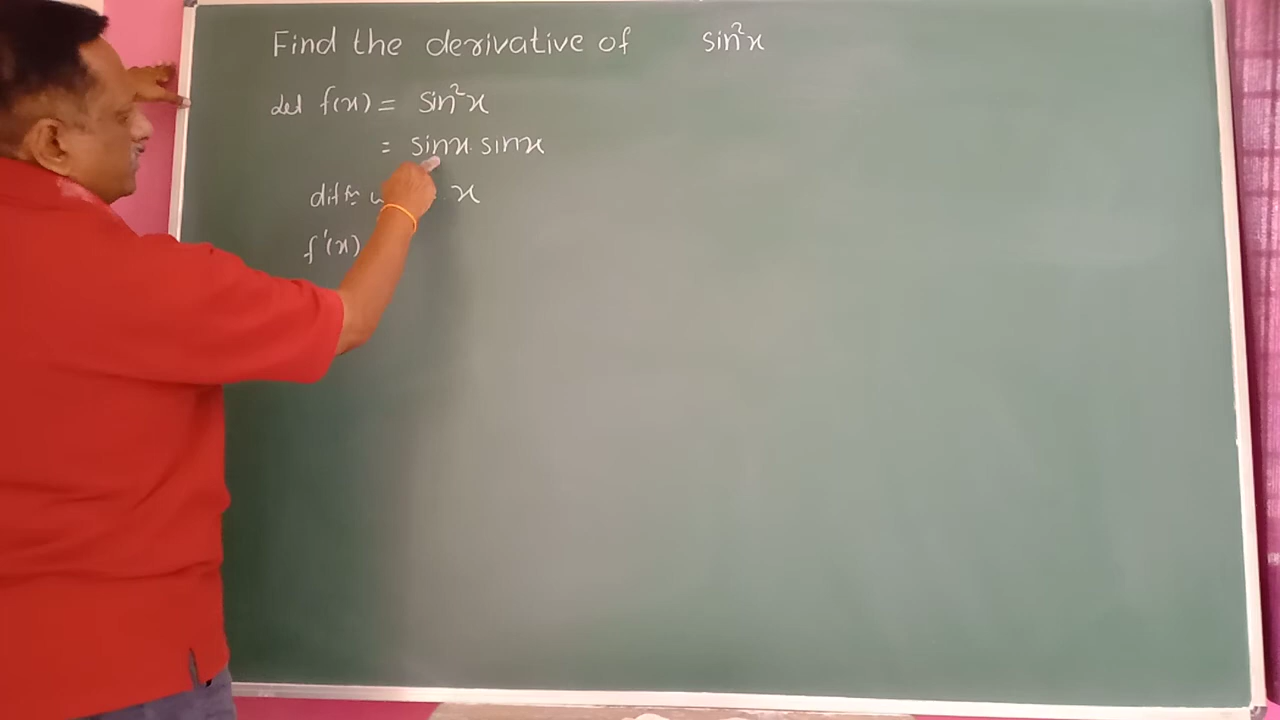 Find the derivative of sin²x
Let f(x) = sin²x
= sinx. sinx
x
f'(x)